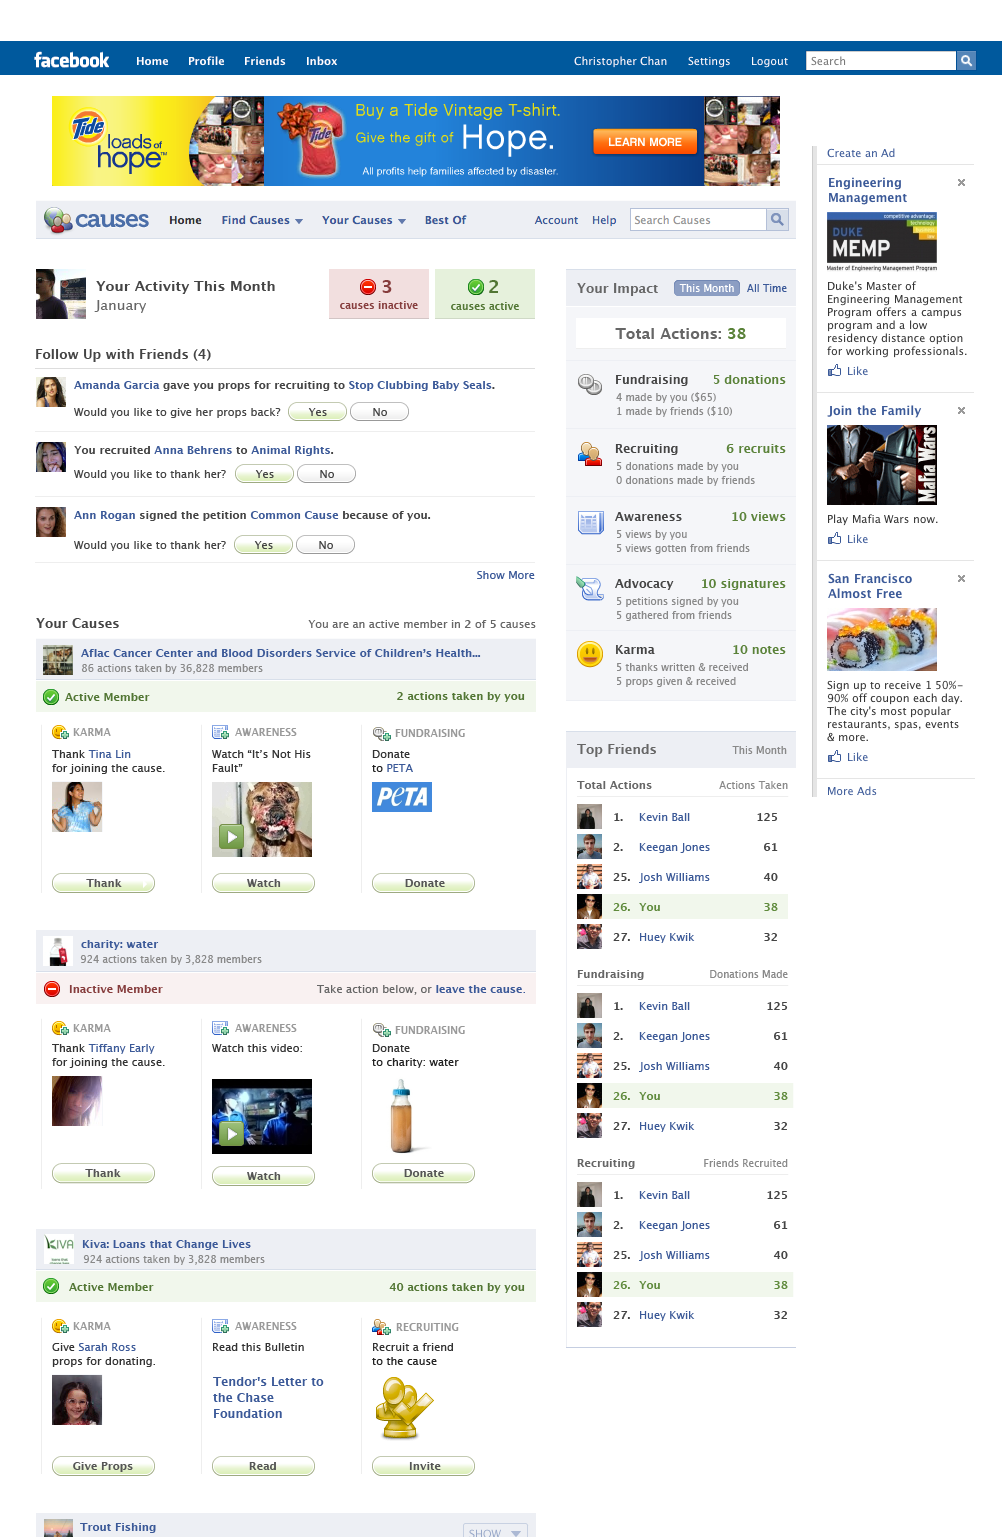 facebook Home Profile Friends Inbox Christopher Chan Settings Logout Search
Tide loads of hope™
Buy a Tide Vintage T-shirt.
Give the gift of Hope.
All profits help families affected by disaster.
LEARN MORE
causes Home Find Causes Your Causes Best Of Account Help Search Causes
Your Activity This Month
January
3
causes inactive
2
causes active
Follow Up with Friends (4)
Amanda Garcia gave you props for recruiting to Stop Clubbing Baby Seals.
Would you like to give her props back? Yes No
You recruited Anna Behrens to Animal Rights.
Would you like to thank her? Yes No
Ann Rogan signed the petition Common Cause because of you.
Would you like to thank her? Yes No
Show More
Your Causes You are an active member in 2 of 5 causes
Aflac Cancer Center and Blood Disorders Service of Children's Health...
86 actions taken by 36,828 members
Active Member 2 actions taken by you
KARMA
Thank Tina Lin
for joining the cause.
Thank
AWARENESS
Watch "It's Not His
Fault"
Watch
FUNDRAISING
Donate
to PETA
PETA
Donate
charity: water
924 actions taken by 3,828 members
Inactive Member Take action below, or leave the cause.
KARMA
Thank Tiffany Early
for joining the cause.
Thank
AWARENESS
Watch this video:
Watch
FUNDRAISING
Donate
to charity: water
Donate
KIVA
Kiva: Loans that Change Lives
924 actions taken by 3,828 members
Active Member 40 actions taken by you
KARMA
Give Sarah Ross
props for donating.
Give Props
AWARENESS
Read this Bulletin
Tendor's Letter to
the Chase
Foundation
Read
RECRUITING
Recruit a friend
to the cause
Invite
Trout Fishing
SHOW
Your Impact This Month All Time
Total Actions: 38
Fundraising 5 donations
4 made by you ($65)
1 made by friends ($10)
Recruiting 6 recruits
5 donations made by you
0 donations made by friends
Awareness 10 views
5 views by you
5 views gotten from friends
Advocacy 10 signatures
5 petitions signed by you
5 gathered from friends
Karma 10 notes
5 thanks written & received
5 props given & received
Top Friends This Month
Total Actions Actions Taken
1. Kevin Ball 125
2. Keegan Jones 61
25. Josh Williams 40
26. You 38
27. Huey Kwik 32
Fundraising Donations Made
1. Kevin Ball 125
2. Keegan Jones 61
25. Josh Williams 40
26. You 38
27. Huey Kwik 32
Recruiting Friends Recruited
1. Kevin Ball 125
2. Keegan Jones 61
25. Josh Williams 40
26. You 38
27. Huey Kwik 32
Create an Ad
Engineering
Management
competitive advantage:
Technology
Business
law
DUKE
MEMP
Master of Engineering Management Program
Duke's Master of
Engineering Management
Program offers a campus
program and a low
residency distance option
for working professionals.
Like
Join the Family
Mafia Wars
Play Mafia Wars now.
Like
San Francisco
Almost Free
Sign up to receive 1 50%-
90% off coupon each day.
The city's most popular
restaurants, spas, events
& more.
Like
More Ads